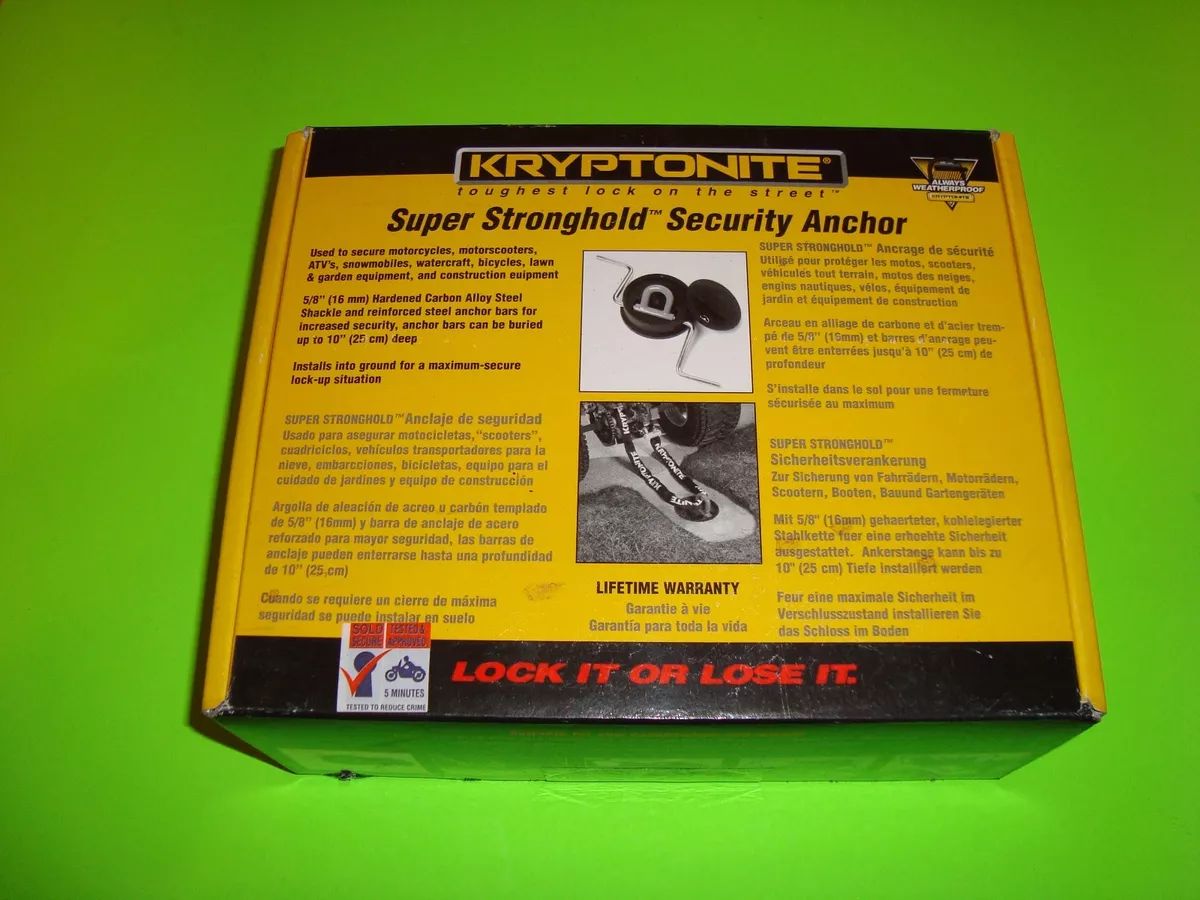 KRYPTONITE®
toughest lock on the street™
ALWAYS
WEATHERPROOF
KRYPTONITE
Super Stronghold™ Security Anchor
Used to secure motorcycles, motorscooters,
ATV's, snowmobiles, watercraft, bicycles, lawn
& garden equipment, and construction euipment
5/8" (16 mm) Hardened Carbon Alloy Steel
Shackle and reinforced steel anchor bars for
increased security, anchor bars can be buried
up to 10" (25 cm) deep
Installs into ground for a maximum-secure
lock-up situation
SUPER STRONGHOLD™ Anclaje de seguridad
Usado para asegurar motocicletas, "scooters",
cuadriciclos, vehículos transportadores para la
nieve, embarcciones, bicicletas, equipo para el
cuidado de jardines y equipo de construcción
Argolla de aleación de acreo u carbón templado
de 5/8" (16mm) y barra de anclaje de acero
reforzado para mayor seguridad, las barras de
anclaje pueden enterrarse hasta una profundidad
de 10" (25,cm)
Cuando se requiere un cierre de máxima
seguridad se puede instalar en suelo
KRYPTONITE
LIFETIME WARRANTY
Garantie à vie
Garantía para toda la vida
SUPER STRONGHOLD™ Ancrage de sécurité
Utilisé pour protéger les motos, scooters,
véhicules tout terrain, motos des neiges,
engins nautiques, vélos, équipement de
jardin et équipement de construction
Arceau en alliage de carbone et d'acier trem-
pé de 5/8" (16mm) et barres d'ancrage peu-
vent être enterrées jusqu'à 10" (25 cm) de
profondeur
S'installe dans le sol pour une fermeture
sécurisée au maximum
SUPER STRONGHOLD™
Sicherheitsverankerung
Zur Sicherung von Fahrrädern, Motorrädern,
Scootern, Booten, Bauund Gartengeräten
Mit 5/8" (16mm) gehaerteter, kohlelegierter
Stahlkette fuer eine erhoehte Sicherheit
ausgestattet. Ankerstange kann bis zu
10" (25 cm) Tiefe installiert werden
Feur eine maximale Sicherheit im
Verschlusszustand installieren Sie
das Schloss im Boden
SOLD
SECURE
TESTED &
APPROVED
5 MINUTES
TESTED TO REDUCE CRIME
LOCK IT OR LOSE IT.